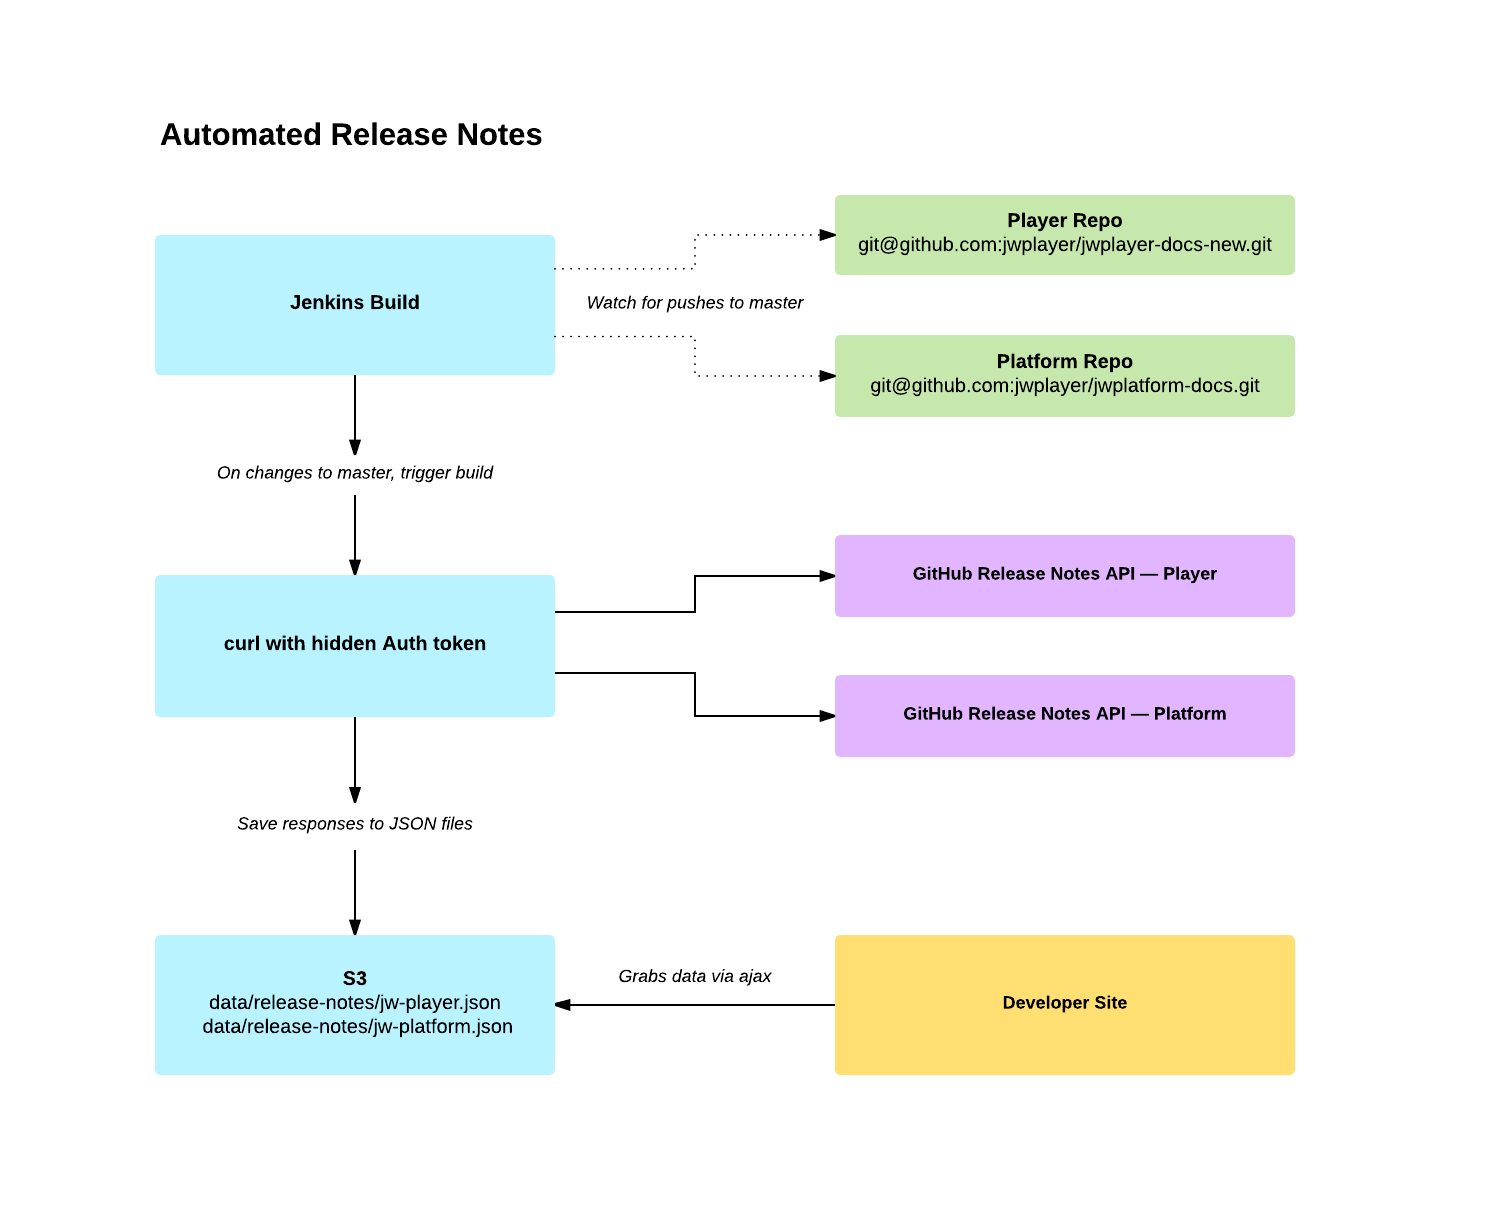 Automated Release Notes
Player Repo
git@github.com:jwplayer/jwplayer-docs-new.git
Jenkins Build
Watch for pushes to master
Platform Repo
git@github.com:jwplayer/jwplatform-docs.git
On changes to master, trigger build
GitHub Release Notes API — Player
curl with hidden Auth token
GitHub Release Notes API — Platform
Save responses to JSON files
S3
data/release-notes/jw-player.json
data/release-notes/jw-platform.json
Grabs data via ajax
Developer Site